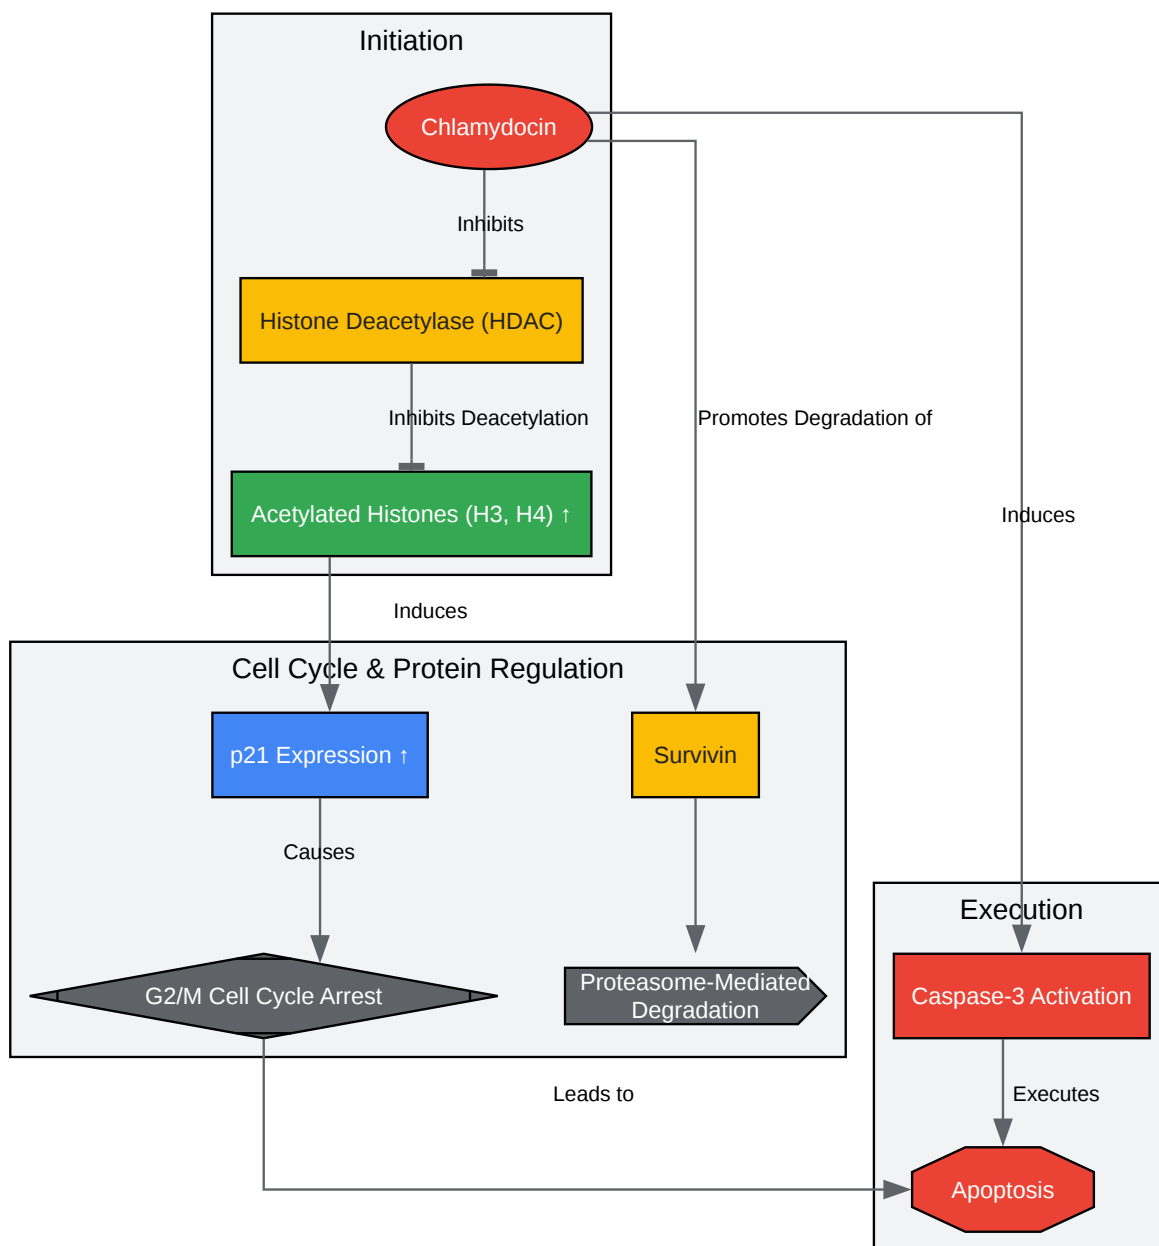 Initiation
Chlamydocin
Inhibits
Histone Deacetylase (HDAC)
Inhibits Deacetylation
Promotes Degradation of
Acetylated Histones (H3, H4) ↑
Induces
Induces
Cell Cycle & Protein Regulation
p21 Expression ↑
Survivin
Causes
Execution
G2/M Cell Cycle Arrest
Proteasome-Mediated
Degradation
Caspase-3 Activation
Leads to
Executes
Apoptosis